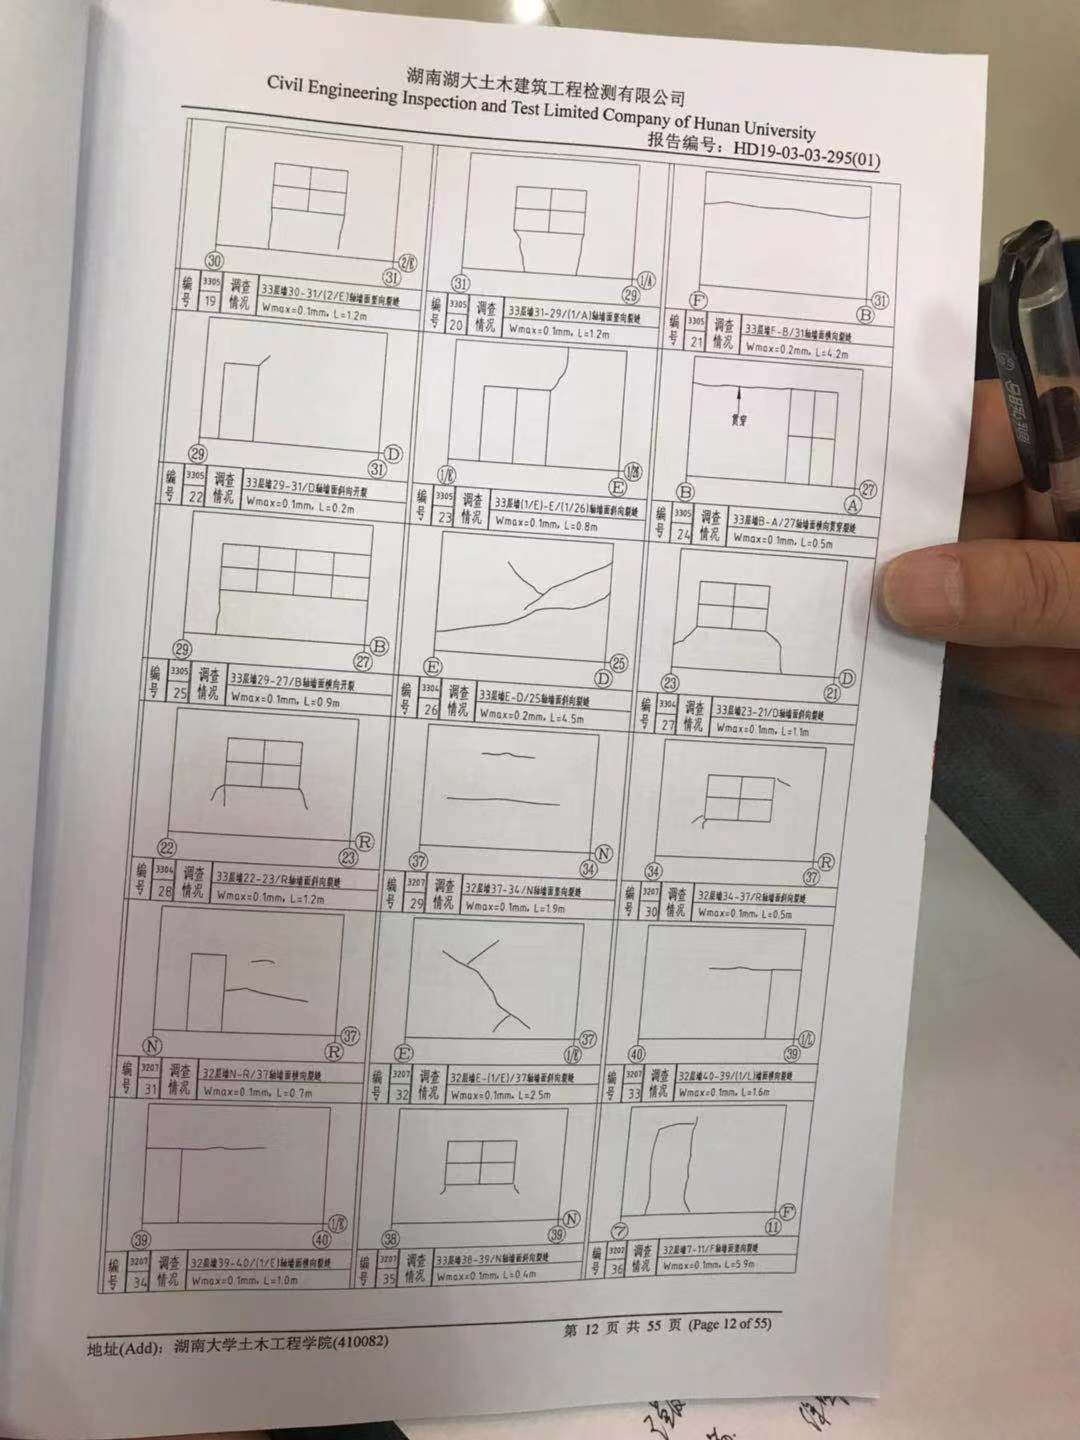 湖南湖大土木建筑工程检测有限公司
Civil Engineering Inspection and Test Limited Company of Hunan University
报告编号：HD19-03-03-295(01)
30 31 2/E
31 29 1/A
F B 31
编号 3305 19 调查情况 33层墙30-31/(2/E)轴墙面竖向裂缝
Wmax=0.1mm, L=1.2m
编号 3305 20 调查情况 33层墙31-29/(1/A)轴墙面竖向裂缝
Wmax=0.1mm, L=1.2m
编号 3305 21 调查情况 33层墙F-B/31轴墙面横向裂缝
Wmax=0.2mm, L=4.2m
29 31 D
1/E E 1/26
贯穿
B A 27
编号 3305 22 调查情况 33层墙29-31/D轴墙面斜向开裂
Wmax=0.1mm, L=0.2m
编号 3305 23 调查情况 33层墙(1/E)-E/(1/26)轴墙面斜向裂缝
Wmax=0.1mm, L=0.8m
编号 3305 24 调查情况 33层墙B-A/27轴墙面横向贯穿裂缝
Wmax=0.1mm, L=0.5m
29 27 B
E D 25
23 21 D
编号 3305 25 调查情况 33层墙29-27/B轴墙面横向开裂
Wmax=0.1mm, L=0.9m
编号 3304 26 调查情况 33层墙E-D/25轴墙面斜向裂缝
Wmax=0.2mm, L=4.5m
编号 3304 27 调查情况 33层墙23-21/D轴墙面斜向裂缝
Wmax=0.1mm, L=1.1m
22 23 R
37 34 N
34 37 R
编号 3304 28 调查情况 33层墙22-23/R轴墙面斜向裂缝
Wmax=0.1mm, L=1.2m
编号 3207 29 调查情况 32层墙37-34/N轴墙面竖向裂缝
Wmax=0.1mm, L=1.9m
编号 3207 30 调查情况 32层墙34-37/R轴墙面斜向裂缝
Wmax=0.1mm, L=0.5m
N R 37
E 1/E 37
40 39 1/L
编号 3207 31 调查情况 32层墙N-R/37轴墙面横向裂缝
Wmax=0.1mm, L=0.7m
编号 3207 32 调查情况 32层墙E-(1/E)/37轴墙面斜向裂缝
Wmax=0.1mm, L=2.5m
编号 3207 33 调查情况 32层墙40-39/(1/L)墙面横向裂缝
Wmax=0.1mm, L=1.6m
39 40 1/E
38 39 N
7 11 F
编号 3207 34 调查情况 32层墙39-40/(1/E)轴墙面横向裂缝
Wmax=0.1mm, L=1.0m
编号 3207 35 调查情况 33层墙38-39/N轴墙面斜向裂缝
Wmax=0.1mm, L=0.4m
编号 3202 36 调查情况 32层墙7-11/F轴墙面竖向裂缝
Wmax=0.1mm, L=5.9m
地址(Add)：湖南大学土木工程学院(410082)
第 12 页 共 55 页 (Page 12 of 55)